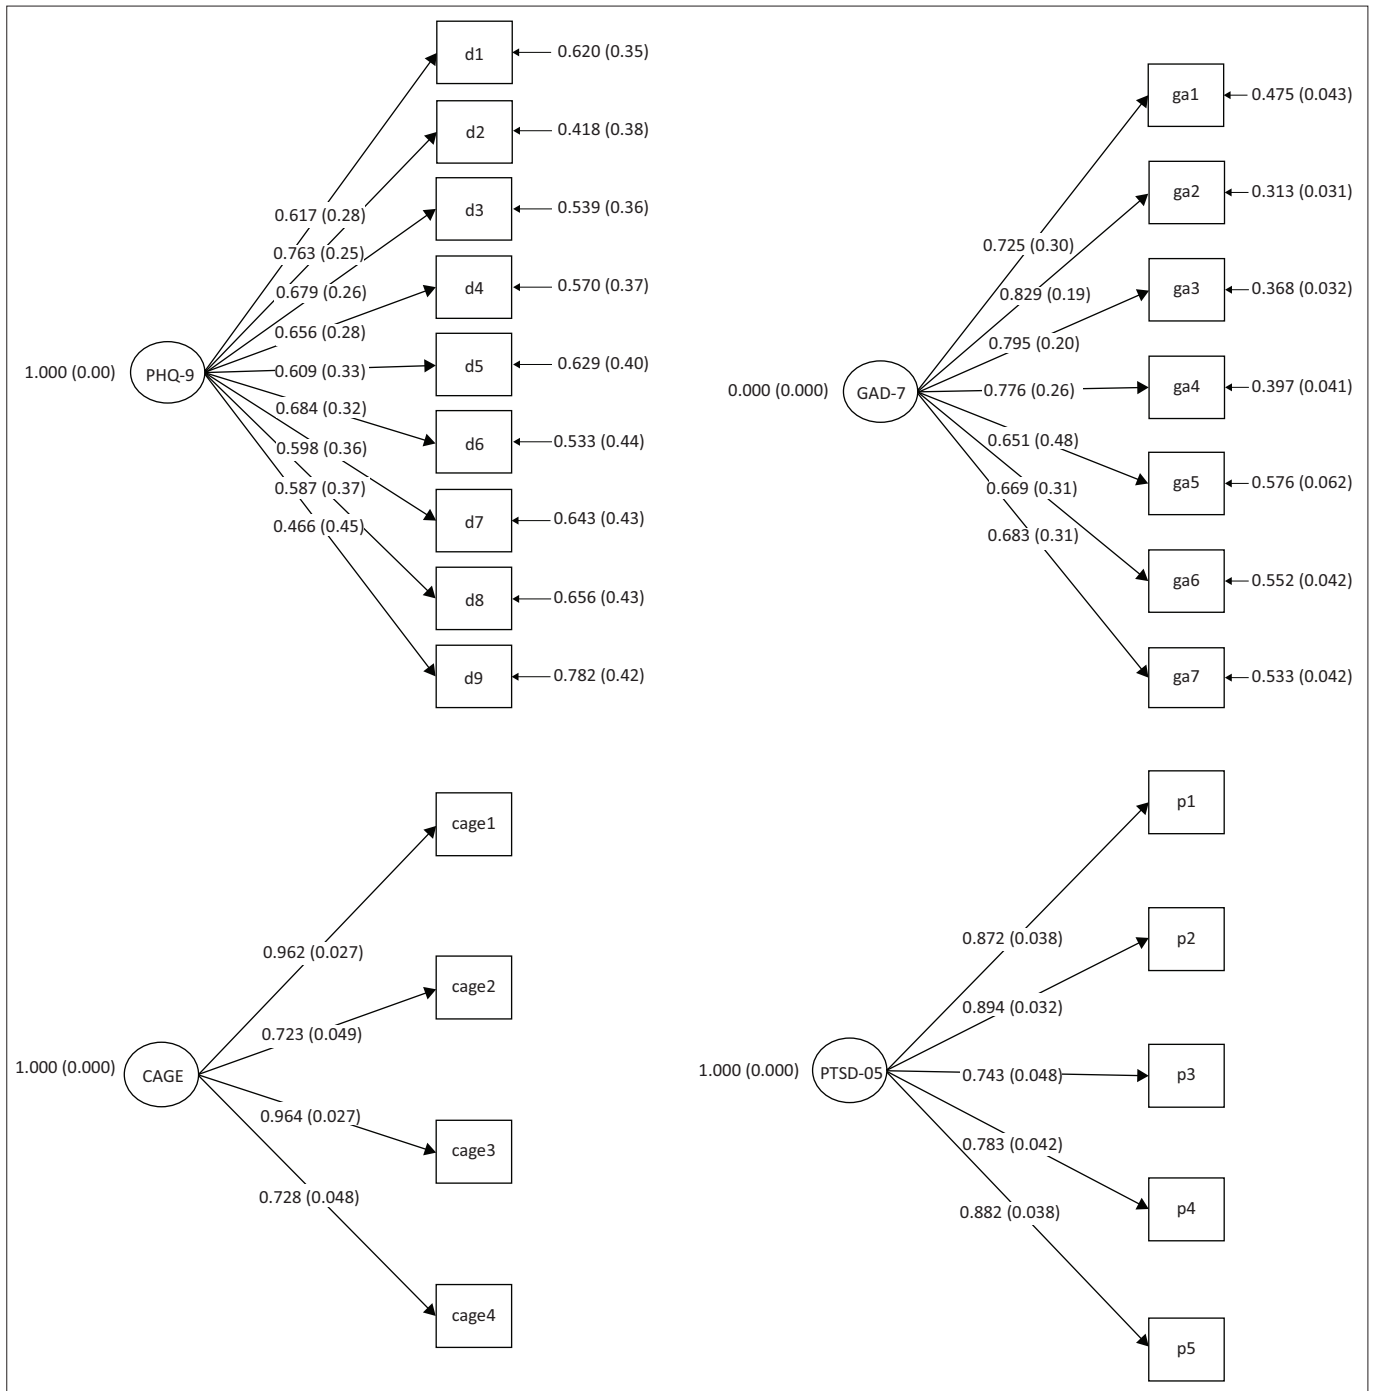 d1
0.620 (0.35)
d2
0.418 (0.38)
d3
0.539 (0.36)
d4
0.570 (0.37)
d5
0.629 (0.40)
d6
0.533 (0.44)
d7
0.643 (0.43)
d8
0.656 (0.43)
d9
0.782 (0.42)
0.617 (0.28)
0.763 (0.25)
0.679 (0.26)
0.656 (0.28)
0.609 (0.33)
0.684 (0.32)
0.598 (0.36)
0.587 (0.37)
0.466 (0.45)
1.000 (0.00)
PHQ-9
ga1
0.475 (0.043)
ga2
0.313 (0.031)
ga3
0.368 (0.032)
ga4
0.397 (0.041)
ga5
0.576 (0.062)
ga6
0.552 (0.042)
ga7
0.533 (0.042)
0.725 (0.30)
0.829 (0.19)
0.795 (0.20)
0.776 (0.26)
0.651 (0.48)
0.669 (0.31)
0.683 (0.31)
0.000 (0.000)
GAD-7
cage1
cage2
cage3
cage4
0.962 (0.027)
0.723 (0.049)
0.964 (0.027)
0.728 (0.048)
1.000 (0.000)
CAGE
p1
p2
p3
p4
p5
0.872 (0.038)
0.894 (0.032)
0.743 (0.048)
0.783 (0.042)
0.882 (0.038)
1.000 (0.000)
PTSD-05